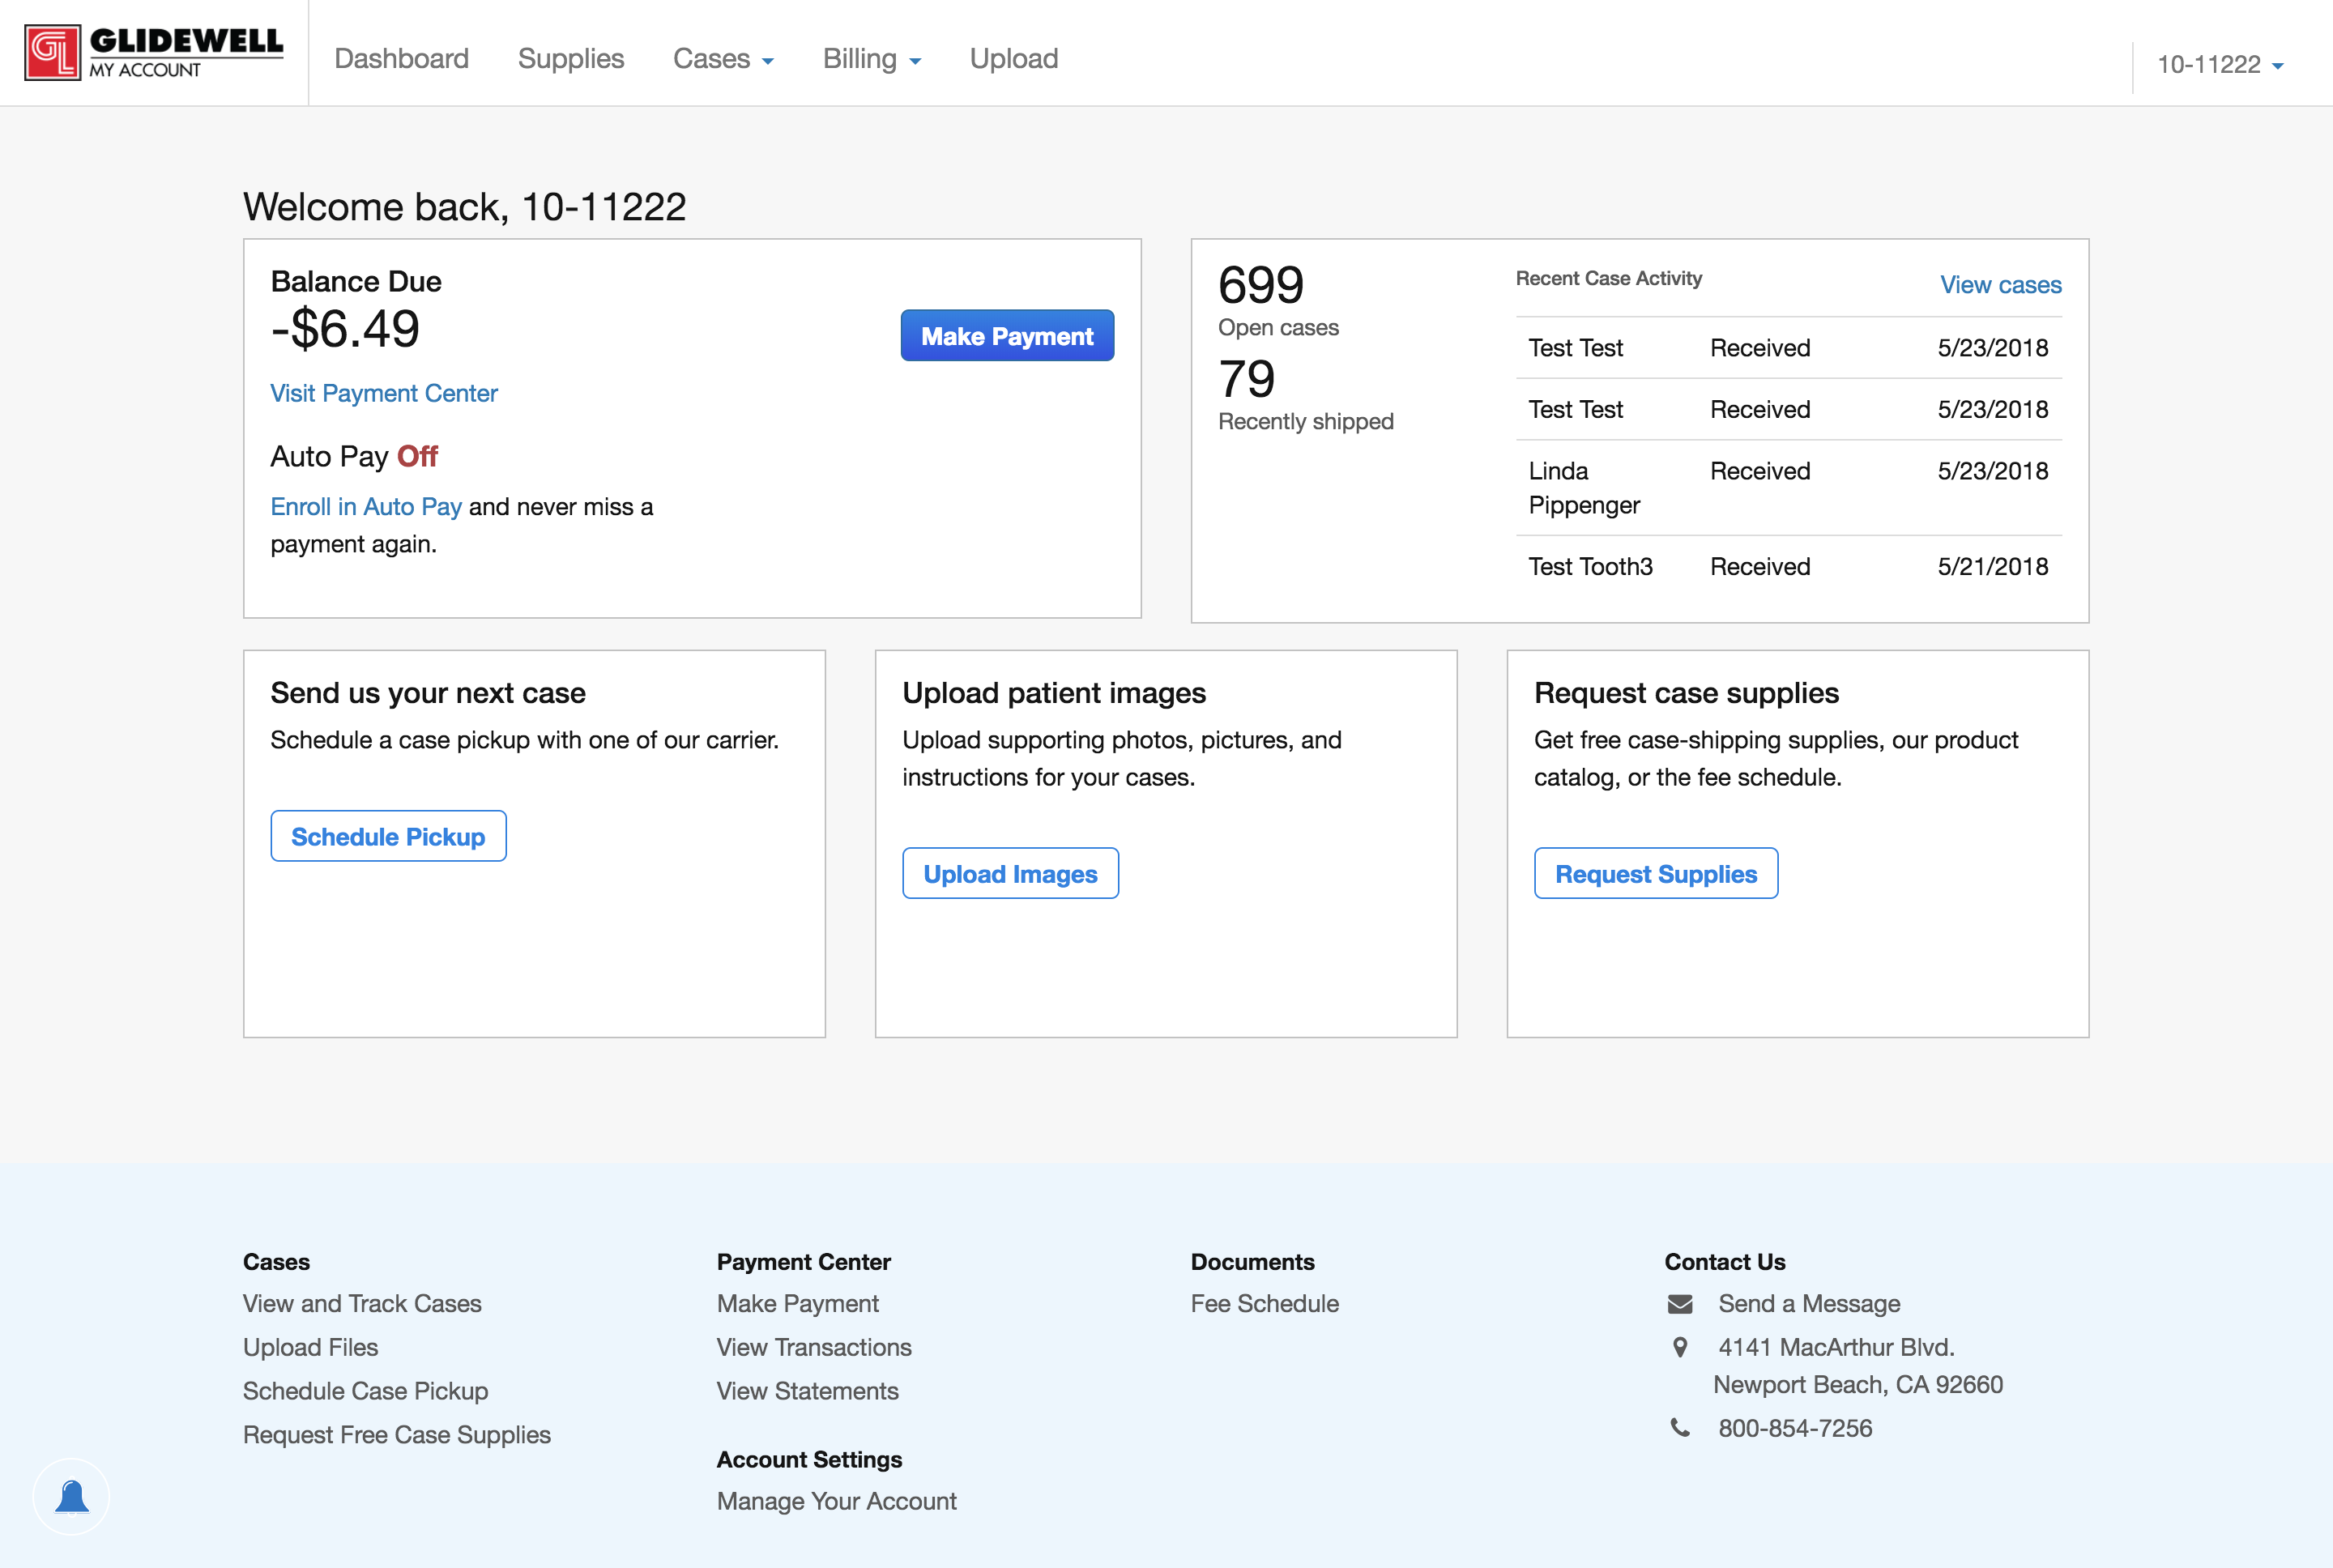 GL GLIDEWELL
MY ACCOUNT
Dashboard Supplies Cases Billing Upload
10-11222
Welcome back, 10-11222
Balance Due
-$6.49
Make Payment
Visit Payment Center
Auto Pay Off
Enroll in Auto Pay and never miss a
payment again.
699
Open cases
79
Recently shipped
Recent Case Activity View cases
Test Test Received 5/23/2018
Test Test Received 5/23/2018
Linda Received 5/23/2018
Pippenger
Test Tooth3 Received 5/21/2018
Send us your next case
Schedule a case pickup with one of our carrier.
Schedule Pickup
Upload patient images
Upload supporting photos, pictures, and
instructions for your cases.
Upload Images
Request case supplies
Get free case-shipping supplies, our product
catalog, or the fee schedule.
Request Supplies
Cases
View and Track Cases
Upload Files
Schedule Case Pickup
Request Free Case Supplies
Payment Center
Make Payment
View Transactions
View Statements
Account Settings
Manage Your Account
Documents
Fee Schedule
Contact Us
Send a Message
4141 MacArthur Blvd.
Newport Beach, CA 92660
800-854-7256